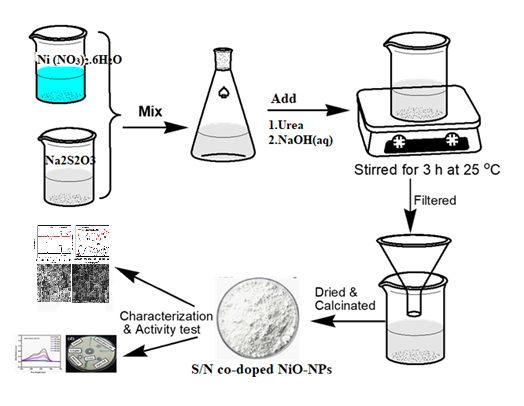 Ni (NO3)2.6H2O
Na2S2O3
Mix
Add
1.Urea
2.NaOH(aq)
Stirred for 3 h at 25 °C
Filtered
Dried &
Calcinated
S/N co-doped NiO-NPs
Characterization
& Activity test